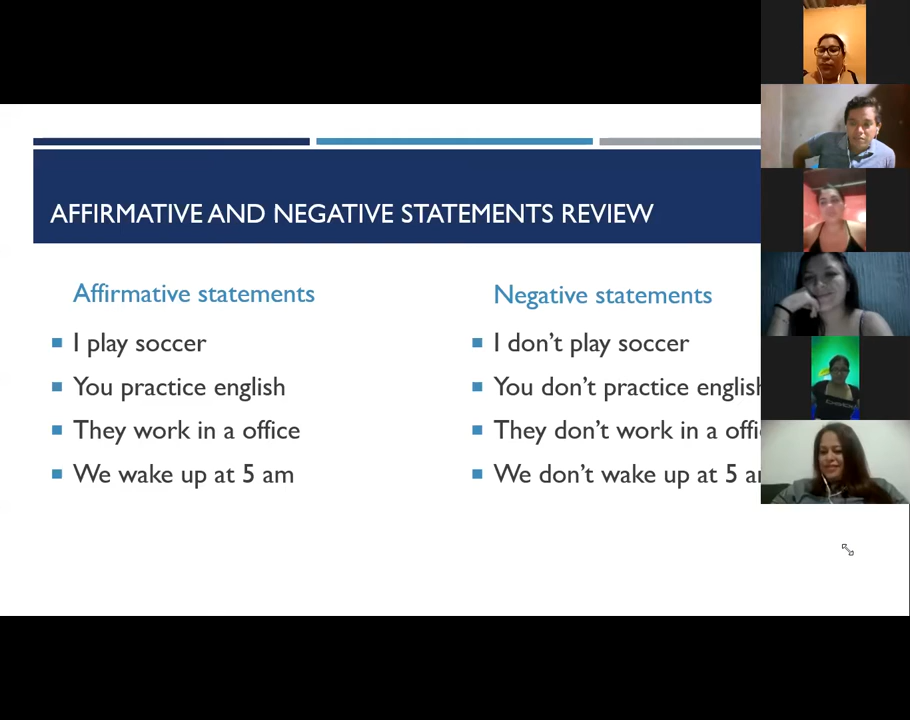 AFFIRMATIVE AND NEGATIVE STATEMENTS REVIEW
Affirmative statements
I play soccer
You practice english
They work in a office
We wake up at 5 am
Negative statements
I don't play soccer
You don't practice english
They don't work in a
We don't wake up at 5